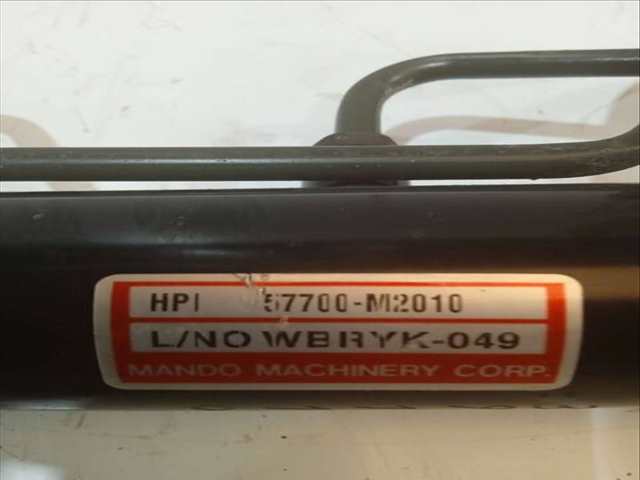 HPI 57700-M2010
L/NO WBRYK-049
MANDO MACHINERY CORP.